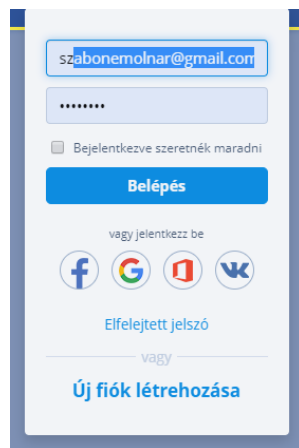 szabonemolnar@gmail.com
••••••••
Bejelentkezve szeretnék maradni
Belépés
vagy jelentkezz be
Elfelejtett jelszó
vagy
Új fiók létrehozása